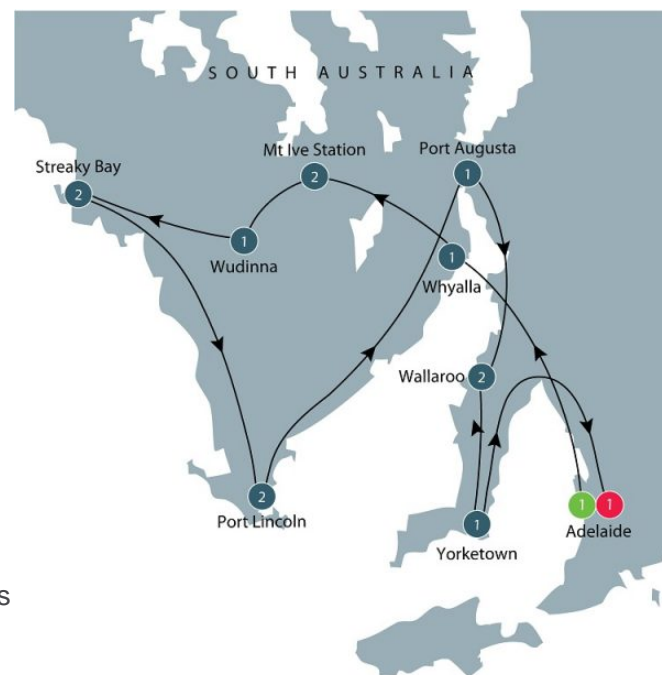 SOUTH AUSTRALIA
Mt Ive Station
Port Augusta
Streaky Bay
2
1
2
1
Wudinna
1
Whyalla
Wallaroo
2
2
Port Lincoln
1
Yorketown
1
1
Adelaide
s